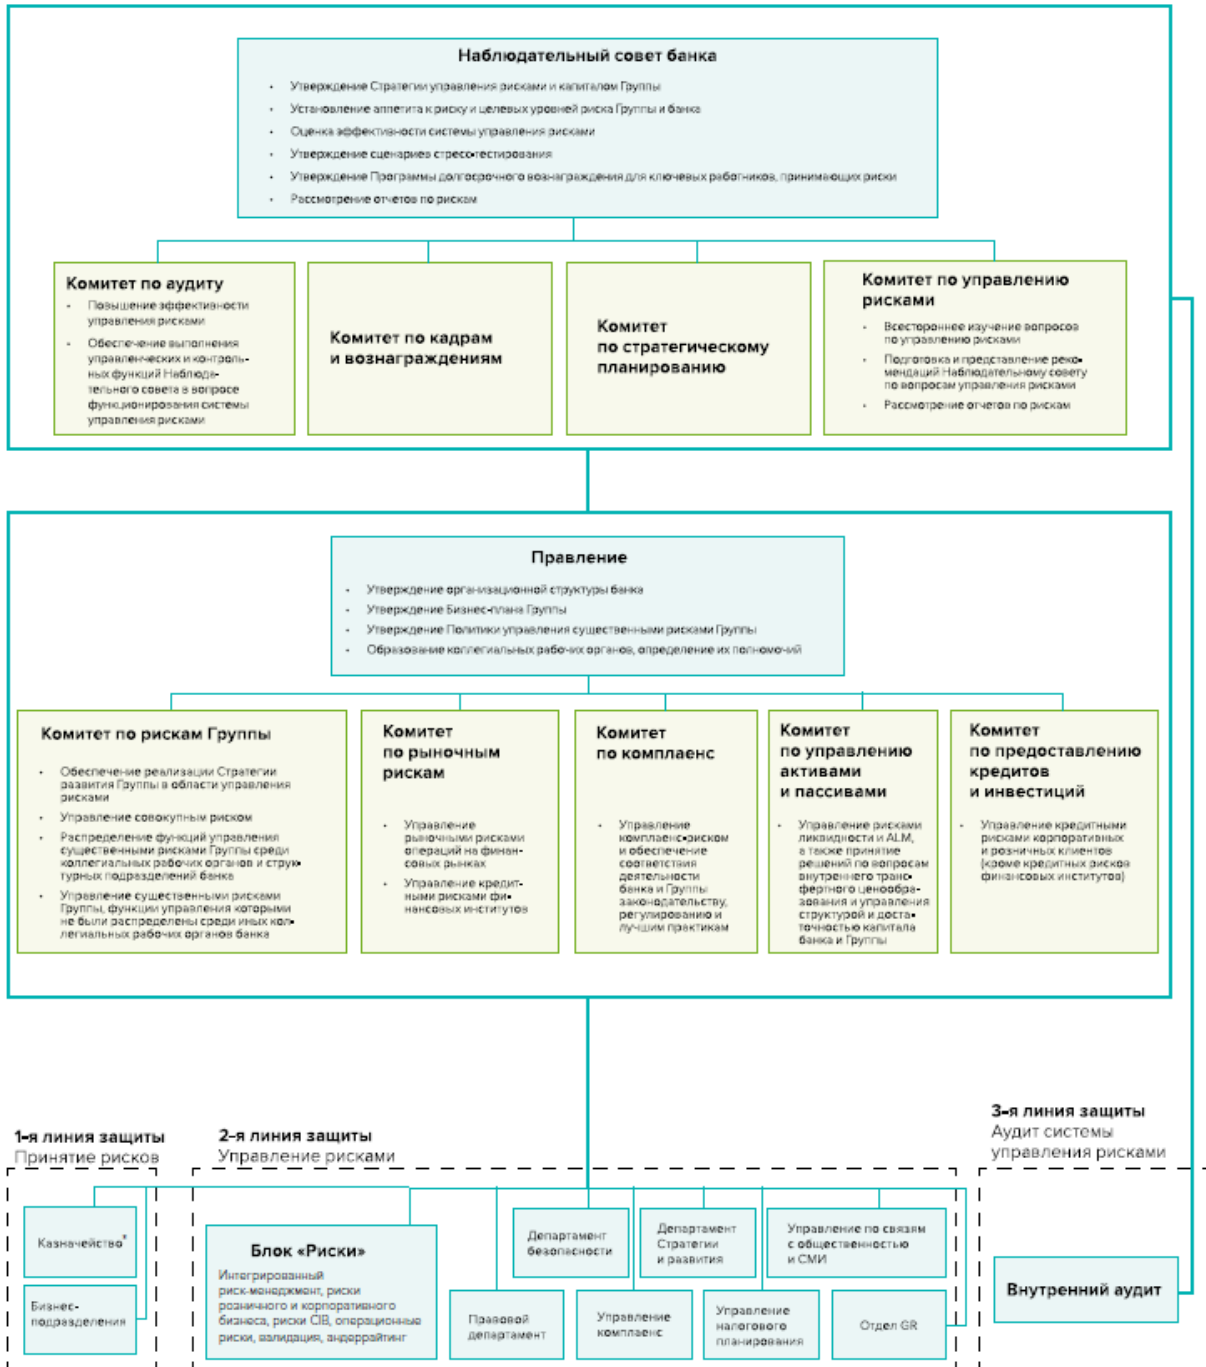 Наблюдательный совет банка
• Утверждение Стратегии управления рисками и капиталом Группы
• Установление аппетита к риску и целевых уровней риска Группы и банка
• Оценка эффективности системы управления рисками
• Утверждение сценариев стресс-тестирования
• Утверждение Программы долгосрочного вознаграждения для ключевых работников, принимающих риски
• Рассмотрение отчетов по рискам
Комитет по аудиту
• Повышение эффективности
управления рисками
• Обеспечение выполнения
управленческих и контроль-
ных функций Наблюда-
тельного совета в вопросе
функционирования системы
управления рисками
Комитет по кадрам
и вознаграждениям
Комитет
по стратегическому
планированию
Комитет по управлению
рисками
• Всестороннее изучение вопросов
по управлению рисками
• Подготовка и представление реко-
мендаций Наблюдательному совету
по вопросам управления рисками
• Рассмотрение отчетов по рискам
Правление
• Утверждение организационной структуры банка
• Утверждение Бизнес-плана Группы
• Утверждение Политики управления существенными рисками Группы
• Образование коллегиальных рабочих органов, определение их полномочий
Комитет по рискам Группы
• Обеспечение реализации Стратегии
развития Группы в области управления
рисками
• Управление совокупным риском
• Распределение функций управления
существенными рисками Группы среди
коллегиальных рабочих органов и струк-
турных подразделений банка
• Управление существенными рисками
Группы, функции управления которыми
не были распределены среди иных кол-
легиальных рабочих органов банка
Комитет
по рыночным
рискам
• Управление
рыночными рисками
операций на финан-
совых рынках
• Управление кредит-
ными рисками фи-
нансовых институтов
Комитет
по комплаенс
• Управление
комплаенс-риском
и обеспечение
соответствия
деятельности
банка и Группы
законодательству,
регулированию и
лучшим практикам
Комитет
по управлению
активами
и пассивами
• Управление рисками
ликвидности и ALM,
а также принятие
решений по вопросам
внутреннего транс-
фертного ценообра-
зования и управления
структурой и доста-
точностью капитала
банка и Группы
Комитет
по предоставлению
кредитов
и инвестиций
• Управление кредитными
рисками корпоративных
и розничных клиентов
(кроме кредитных рисков
финансовых институтов)
1-я линия защиты
Принятие рисков
2-я линия защиты
Управление рисками
3-я линия защиты
Аудит системы
управления рисками
Казначейство*
Бизнес-
подразделения
Блок «Риски»
Интегрированный
риск-менеджмент, риски
розничного и корпоративного
бизнеса, риски CIB, операционные
риски, валидация, андеррайтинг
Департамент
безопасности
Департамент
Стратегии
и развития
Управление по связям
с общественностью
и СМИ
Правовой
департамент
Управление
комплаенс
Управление
налогового
планирования
Отдел GR
Внутренний аудит